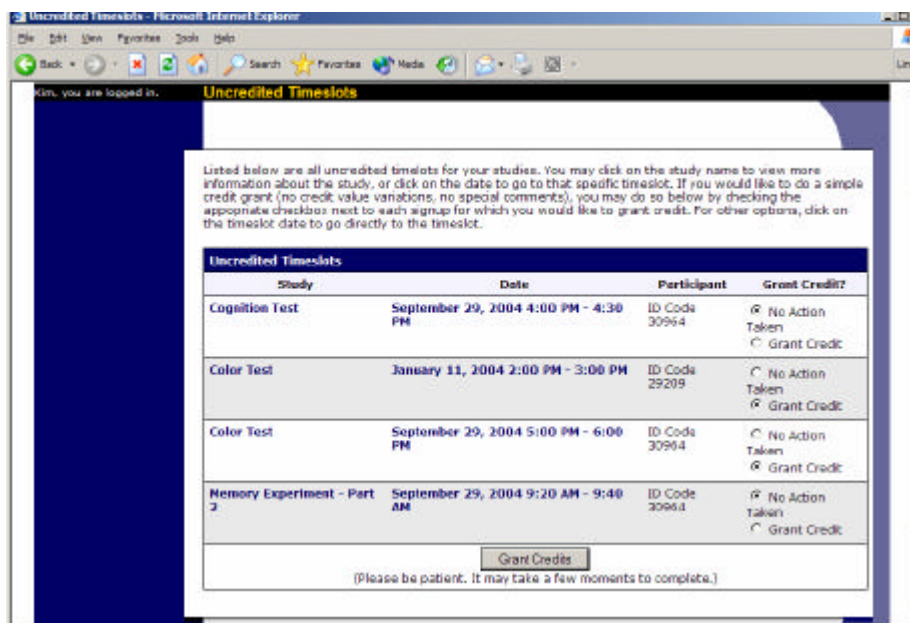 Uncredited Timeslots - Microsoft Internet Explorer
File Edit View Favorites Tools Help
Back Search Favorites Media
Kim, you are logged in. Uncredited Timeslots
Listed below are all uncredited timelots for your studies. You may click on the study name to view more
information about the study, or click on the date to go to that specific timeslot. If you would like to do a simple
credit grant (no credit value variations, no special comments), you may do so below by checking the
appopriate checkbox next to each signup for which you would like to grant credit. For other options, click on
the timeslot date to go directly to the timeslot.
Uncredited Timeslots
Study Date Participant Grant Credit?
Cognition Test September 29, 2004 4:00 PM - 4:30 ID Code No Action
PM 30964 Taken
Grant Credit
Color Test January 11, 2004 2:00 PM - 3:00 PM ID Code No Action
29209 Taken
Grant Credit
Color Test September 29, 2004 5:00 PM - 6:00 ID Code No Action
PM 30964 Taken
Grant Credit
Memory Experiment - Part September 29, 2004 9:20 AM - 9:40 ID Code No Action
2 AM 30964 Taken
Grant Credit
Grant Credits
(Please be patient. It may take a few moments to complete.)